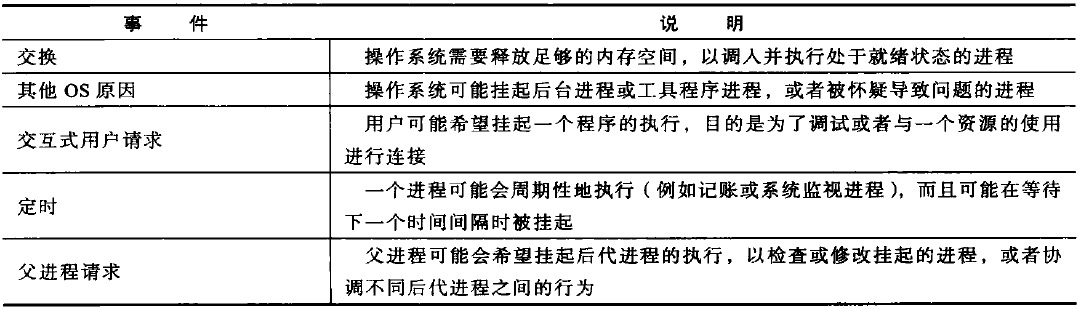 事 件 说 明
交换 操作系统需要释放足够的内存空间，以调入并执行处于就绪状态的进程
其他 OS 原因 操作系统可能挂起后台进程或工具程序进程，或者被怀疑导致问题的进程
交互式用户请求 用户可能希望挂起一个程序的执行，目的是为了调试或者与一个资源的使用
进行连接
定时 一个进程可能会周期性地执行（例如记账或系统监视进程），而且可能在等待
下一个时间间隔时被挂起
父进程请求 父进程可能会希望挂起后代进程的执行，以检查或修改挂起的进程，或者协
调不同后代进程之间的行为